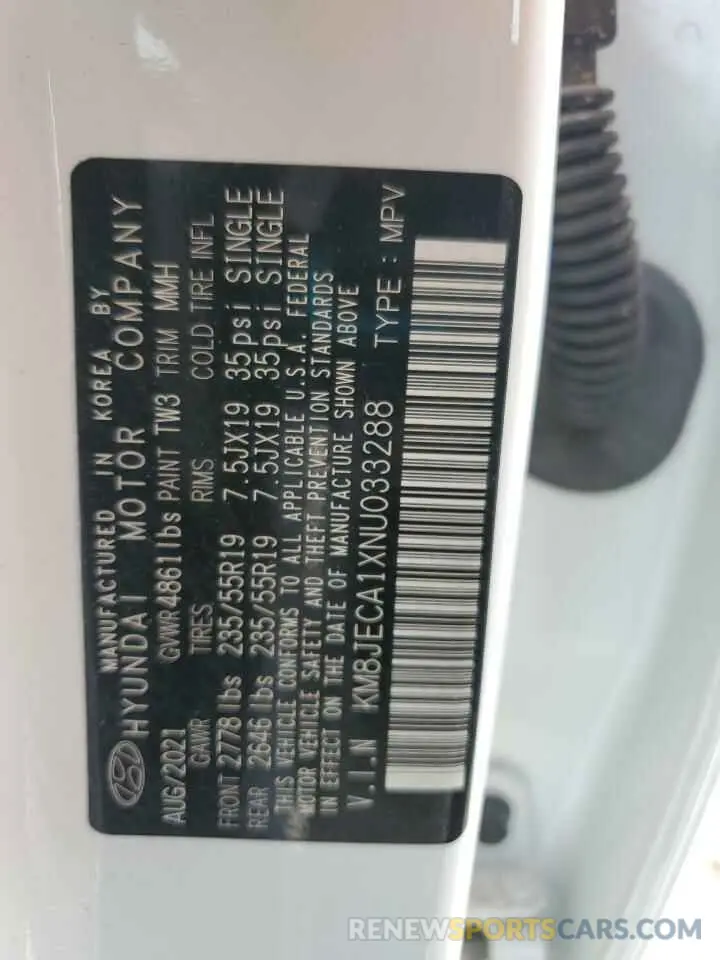 MANUFACTURED IN KOREA BY
HYUNDAI MOTOR COMPANY
AUG/2021 GVWR 4861lbs PAINT TW3 TRIM MMH
GAWR TIRES RIMS COLD TIRE INFL
FRONT 2778lbs 235/55R19 7.5JX19 35psi SINGLE
REAR 2646lbs 235/55R19 7.5JX19 35psi SINGLE
THIS VEHICLE CONFORMS TO ALL APPLICABLE U.S.A. FEDERAL
MOTOR VEHICLE SAFETY AND THEFT PREVENTION STANDARDS
IN EFFECT ON THE DATE OF MANUFACTURE SHOWN ABOVE
V.I.N KM8JECA1XNU033288 TYPE : MPV
RENEWSPORTSCARS.COM